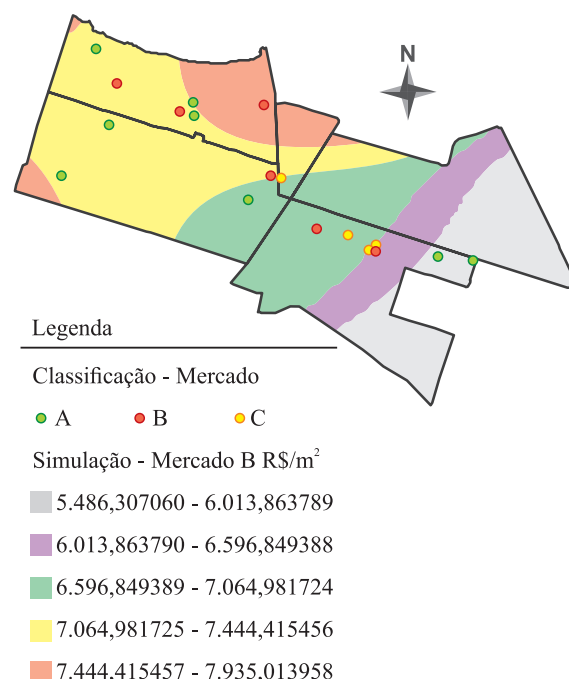 N
Legenda
Classificação - Mercado
A B C
Simulação - Mercado B R$/m²
5.486,307060 - 6.013,863789
6.013,863790 - 6.596,849388
6.596,849389 - 7.064,981724
7.064,981725 - 7.444,415456
7.444,415457 - 7.935,013958